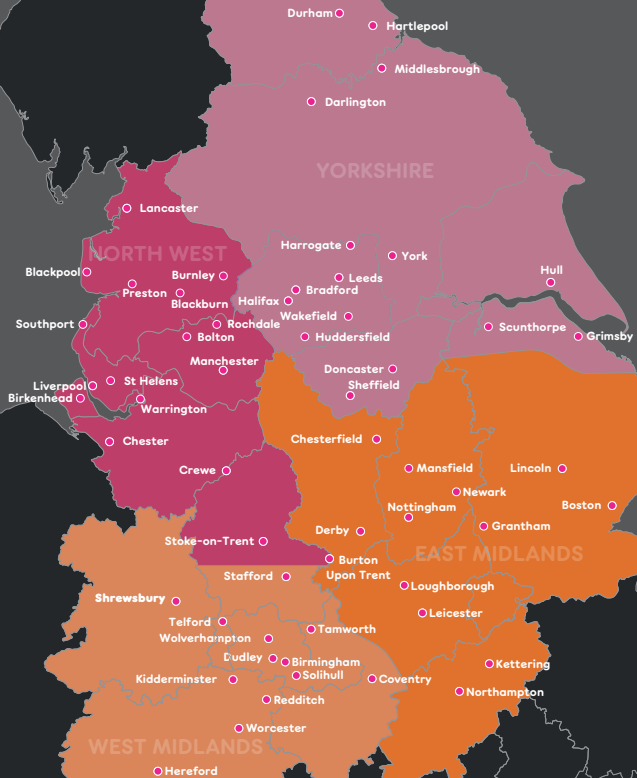 Durham
Hartlepool
Middlesbrough
Darlington
YORKSHIRE
Lancaster
Harrogate
NORTH WEST
York
Blackpool
Burnley
Leeds
Hull
Preston
Bradford
Blackburn
Halifax
Wakefield
Southport
Rochdale
Scunthorpe
Bolton
Huddersfield
Grimsby
Manchester
Doncaster
Liverpool
St Helens
Sheffield
Birkenhead
Warrington
Chester
Chesterfield
Crewe
Mansfield
Lincoln
Newark
Nottingham
Boston
Grantham
Derby
Stoke-on-Trent
EAST MIDLANDS
Burton
Upon Trent
Stafford
Loughborough
Shrewsbury
Leicester
Telford
Tamworth
Wolverhampton
Dudley
Birmingham
Kettering
Solihull
Kidderminster
Coventry
Northampton
Redditch
Worcester
WEST MIDLANDS
Hereford